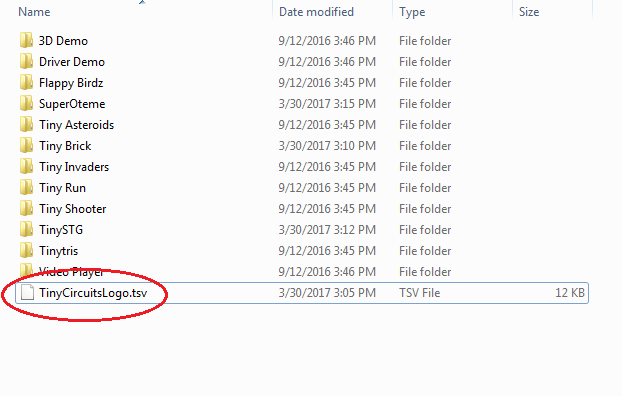 Name Date modified Type Size
3D Demo 9/12/2016 3:46 PM File folder
Driver Demo 9/12/2016 3:46 PM File folder
Flappy Birdz 9/12/2016 3:45 PM File folder
SuperOteme 3/30/2017 3:15 PM File folder
Tiny Asteroids 9/12/2016 3:45 PM File folder
Tiny Brick 3/30/2017 3:10 PM File folder
Tiny Invaders 9/12/2016 3:45 PM File folder
Tiny Run 9/12/2016 3:45 PM File folder
Tiny Shooter 9/12/2016 3:45 PM File folder
TinySTG 3/30/2017 3:12 PM File folder
Tinytris 9/12/2016 3:45 PM File folder
Video Player 9/12/2016 3:46 PM File folder
TinyCircuitsLogo.tsv 3/30/2017 3:05 PM TSV File 12 KB